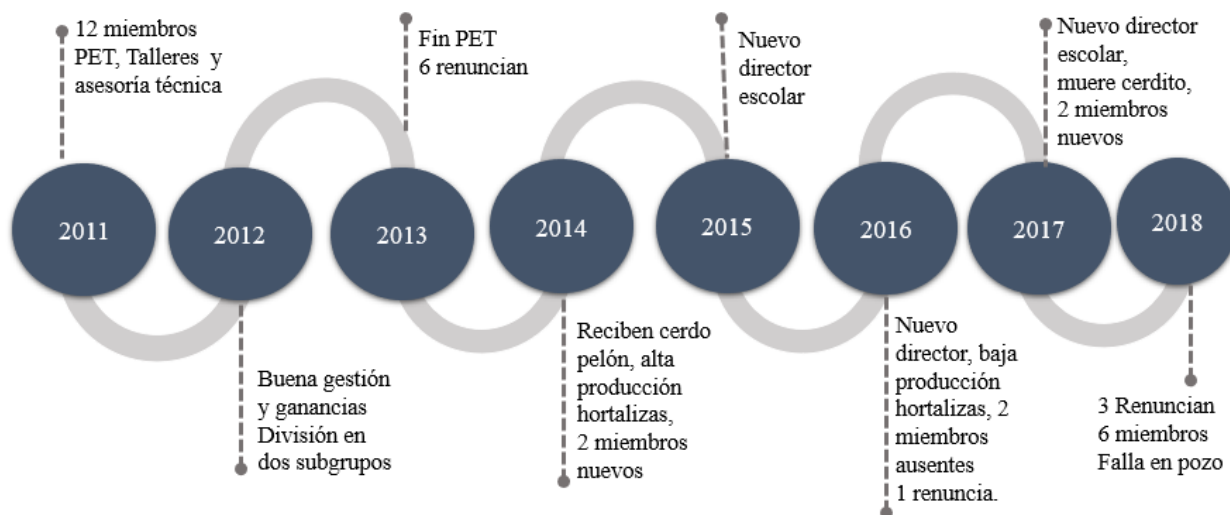 12 miembros
PET, Talleres y
asesoría técnica
Fin PET
6 renuncian
Nuevo
director
escolar
Nuevo director
escolar,
muere cerdito,
2 miembros
nuevos
2011
2012
2013
2014
2015
2016
2017
2018
Buena gestión
y ganancias
División en
dos subgrupos
Reciben cerdo
pelón, alta
producción
hortalizas,
2 miembros
nuevos
Nuevo
director, baja
producción
hortalizas, 2
miembros
ausentes
1 renuncia.
3 Renuncian
6 miembros
Falla en pozo